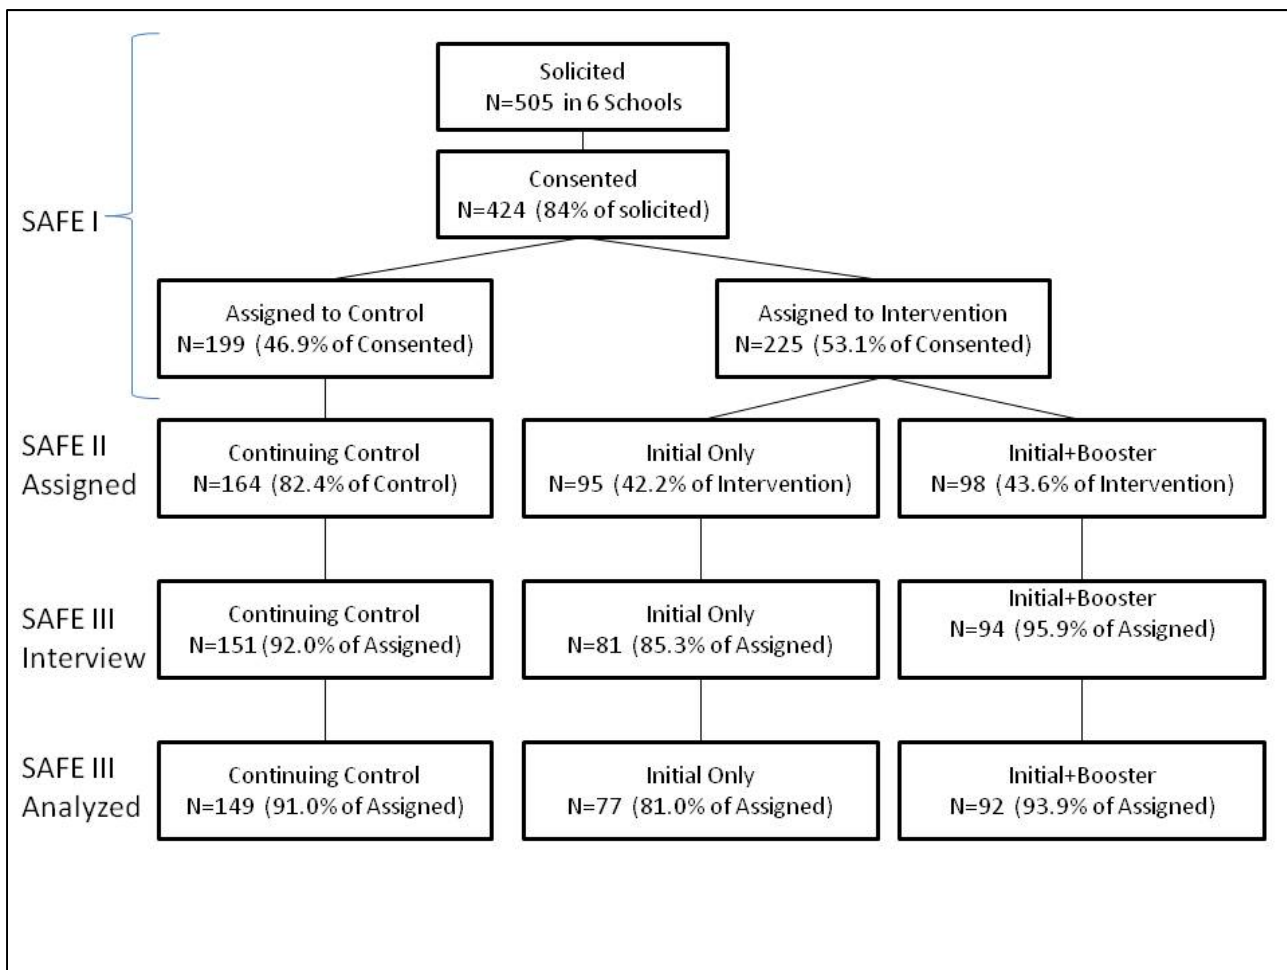 Solicited
N=505 in 6 Schools
Consented
N=424 (84% of solicited)
SAFE I
Assigned to Control
N=199 (46.9% of Consented)
Assigned to Intervention
N=225 (53.1% of Consented)
SAFE II
Assigned
Continuing Control
N=164 (82.4% of Control)
Initial Only
N=95 (42.2% of Intervention)
Initial+Booster
N=98 (43.6% of Intervention)
SAFE III
Interview
Continuing Control
N=151 (92.0% of Assigned)
Initial Only
N=81 (85.3% of Assigned)
Initial+Booster
N=94 (95.9% of Assigned)
SAFE III
Analyzed
Continuing Control
N=149 (91.0% of Assigned)
Initial Only
N=77 (81.0% of Assigned)
Initial+Booster
N=92 (93.9% of Assigned)